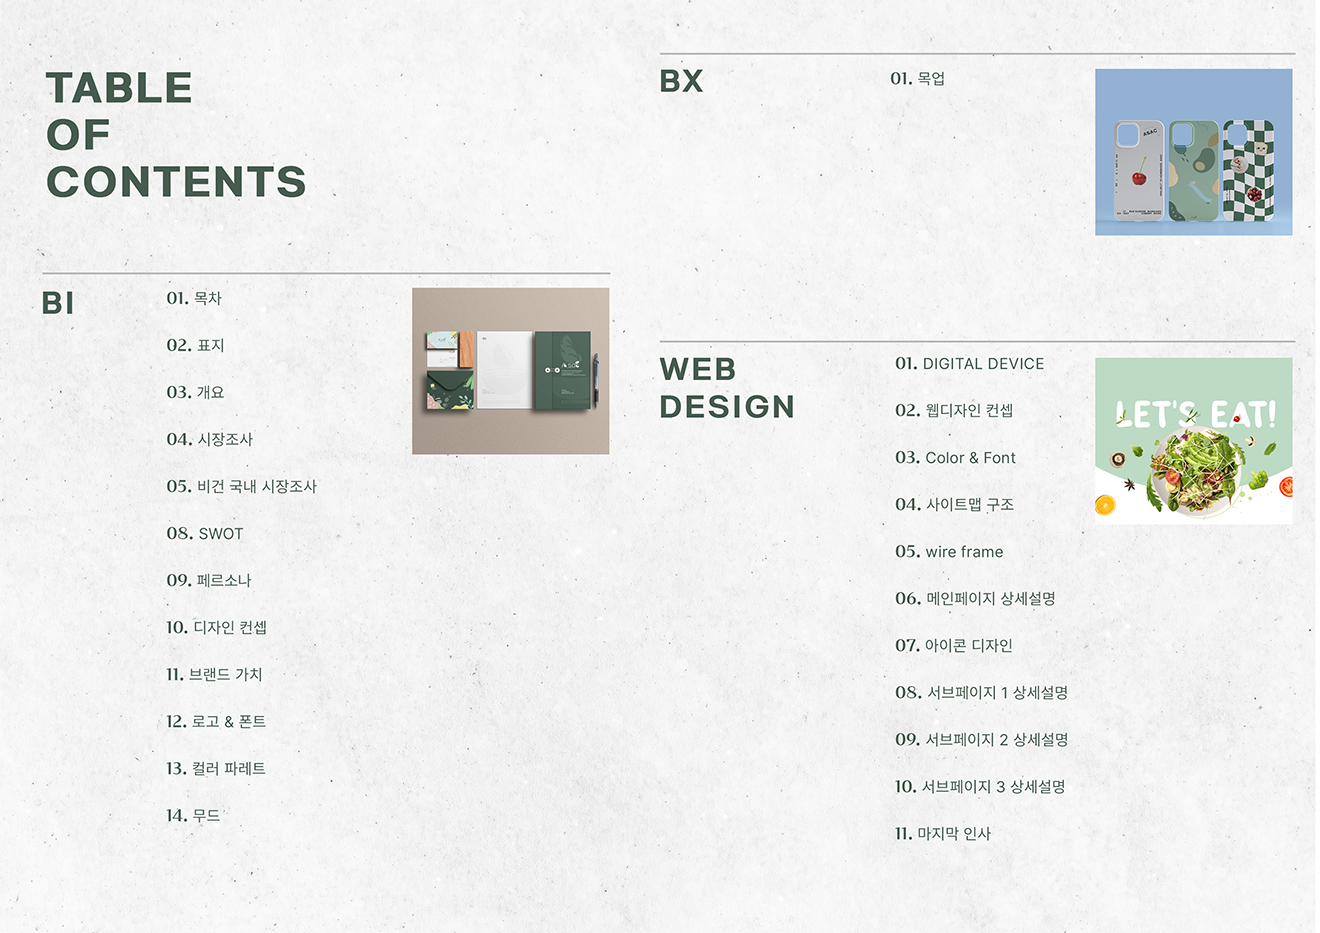 TABLE
OF
CONTENTS
BI
01. 목차
02. 표지
03. 개요
04. 시장조사
05. 비건 국내 시장조사
08. SWOT
09. 페르소나
10. 디자인 컨셉
11. 브랜드 가치
12. 로고 & 폰트
13. 컬러 파레트
14. 무드
BX
01. 목업
ASAC
WEB
DESIGN
01. DIGITAL DEVICE
02. 웹디자인 컨셉
03. Color & Font
04. 사이트맵 구조
05. wire frame
06. 메인페이지 상세설명
07. 아이콘 디자인
08. 서브페이지 1 상세설명
09. 서브페이지 2 상세설명
10. 서브페이지 3 상세설명
11. 마지막 인사
LET'S EAT!